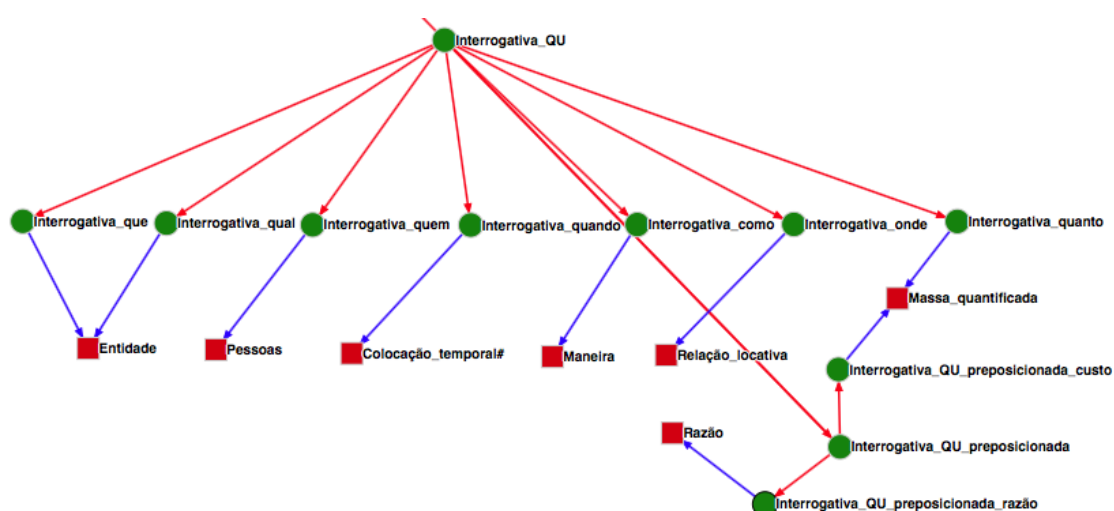 Interrogativa_QU
Interrogativa_que
Interrogativa_qual
Interrogativa_quem
Interrogativa_quando
Interrogativa_como
Interrogativa_onde
Interrogativa_quanto
Massa_quantificada
Entidade
Pessoas
Colocação_temporal#
Maneira
Relação_locativa
Interrogativa_QU_preposicionada_custo
Razão
Interrogativa_QU_preposicionada
Interrogativa_QU_preposicionada_razão